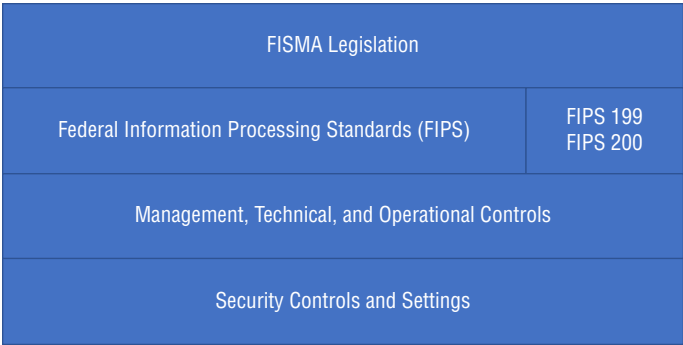 FISMA Legislation
Federal Information Processing Standards (FIPS)
FIPS 199
FIPS 200
Management, Technical, and Operational Controls
Security Controls and Settings